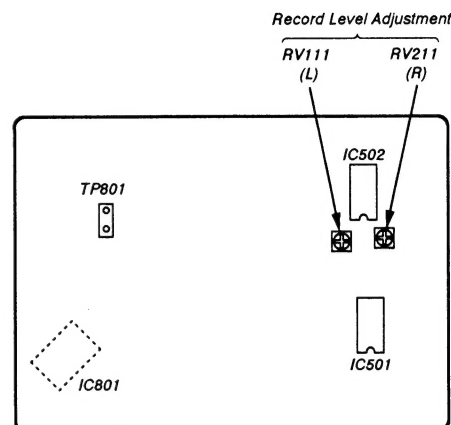 Record Level Adjustment
RV111 RV211
(L) (R)
IC502
TP801
IC501
IC801